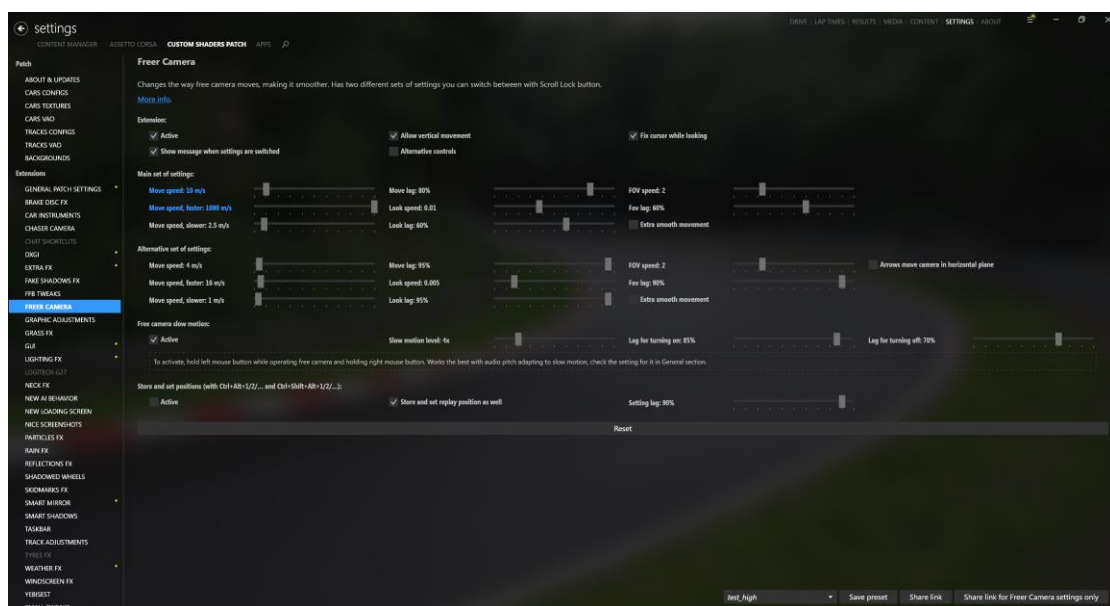 settings
DRIVE | LAP TIMES | RESULTS | MEDIA | CONTENT | SETTINGS | ABOUT
CONTENT MANAGER ASSETTO CORSA CUSTOM SHADERS PATCH APPS
Patch
ABOUT & UPDATES
CARS CONFIGS
CARS TEXTURES
CARS VAO
TRACKS CONFIGS
TRACKS VAO
BACKGROUNDS
Extensions
GENERAL PATCH SETTINGS
BRAKE DISC FX
CAR INSTRUMENTS
CHASER CAMERA
CHAT SHORTCUTS
DXGI
EXTRA FX
FAKE SHADOWS FX
FFB TWEAKS
FREER CAMERA
GRAPHIC ADJUSTMENTS
GRASS FX
GUI
LIGHTING FX
LOGITECH G27
NECK FX
NEW AI BEHAVIOR
NEW LOADING SCREEN
NICE SCREENSHOTS
PARTICLES FX
RAIN FX
REFLECTIONS FX
SHADOWED WHEELS
SKIDMARKS FX
SMART MIRROR
SMART SHADOWS
TASKBAR
TRACK ADJUSTMENTS
TYRES FX
WEATHER FX
WINDSCREEN FX
YEBISEST
Freer Camera
Changes the way free camera moves, making it smoother. Has two different sets of settings you can switch between with Scroll Lock button.
More info.
Extension:
Active Allow vertical movement Fix cursor while looking
Show message when settings are switched Alternative controls
Main set of settings:
Move speed: 10 m/s Move lag: 80% FOV speed: 2
Move speed, faster: 1000 m/s Look speed: 0.01 Fov lag: 60%
Move speed, slower: 2.5 m/s Look lag: 60% Extra smooth movement
Alternative set of settings:
Move speed: 4 m/s Move lag: 95% FOV speed: 2 Arrows move camera in horizontal plane
Move speed, faster: 16 m/s Look speed: 0.005 Fov lag: 90%
Move speed, slower: 1 m/s Look lag: 95% Extra smooth movement
Free camera slow motion:
Active Slow motion level: 4x Lag for turning on: 85% Lag for turning off: 70%
To activate, hold left mouse button while operating free camera and holding right mouse button. Works the best with audio pitch adapting to slow motion, check the setting for it in General section.
Store and set positions (with Ctrl+Alt+1/2/... and Ctrl+Shift+Alt+1/2/...):
Active Store and set replay position as well Setting lag: 90%
Reset
test_high Save preset Share link Share link for Freer Camera settings only